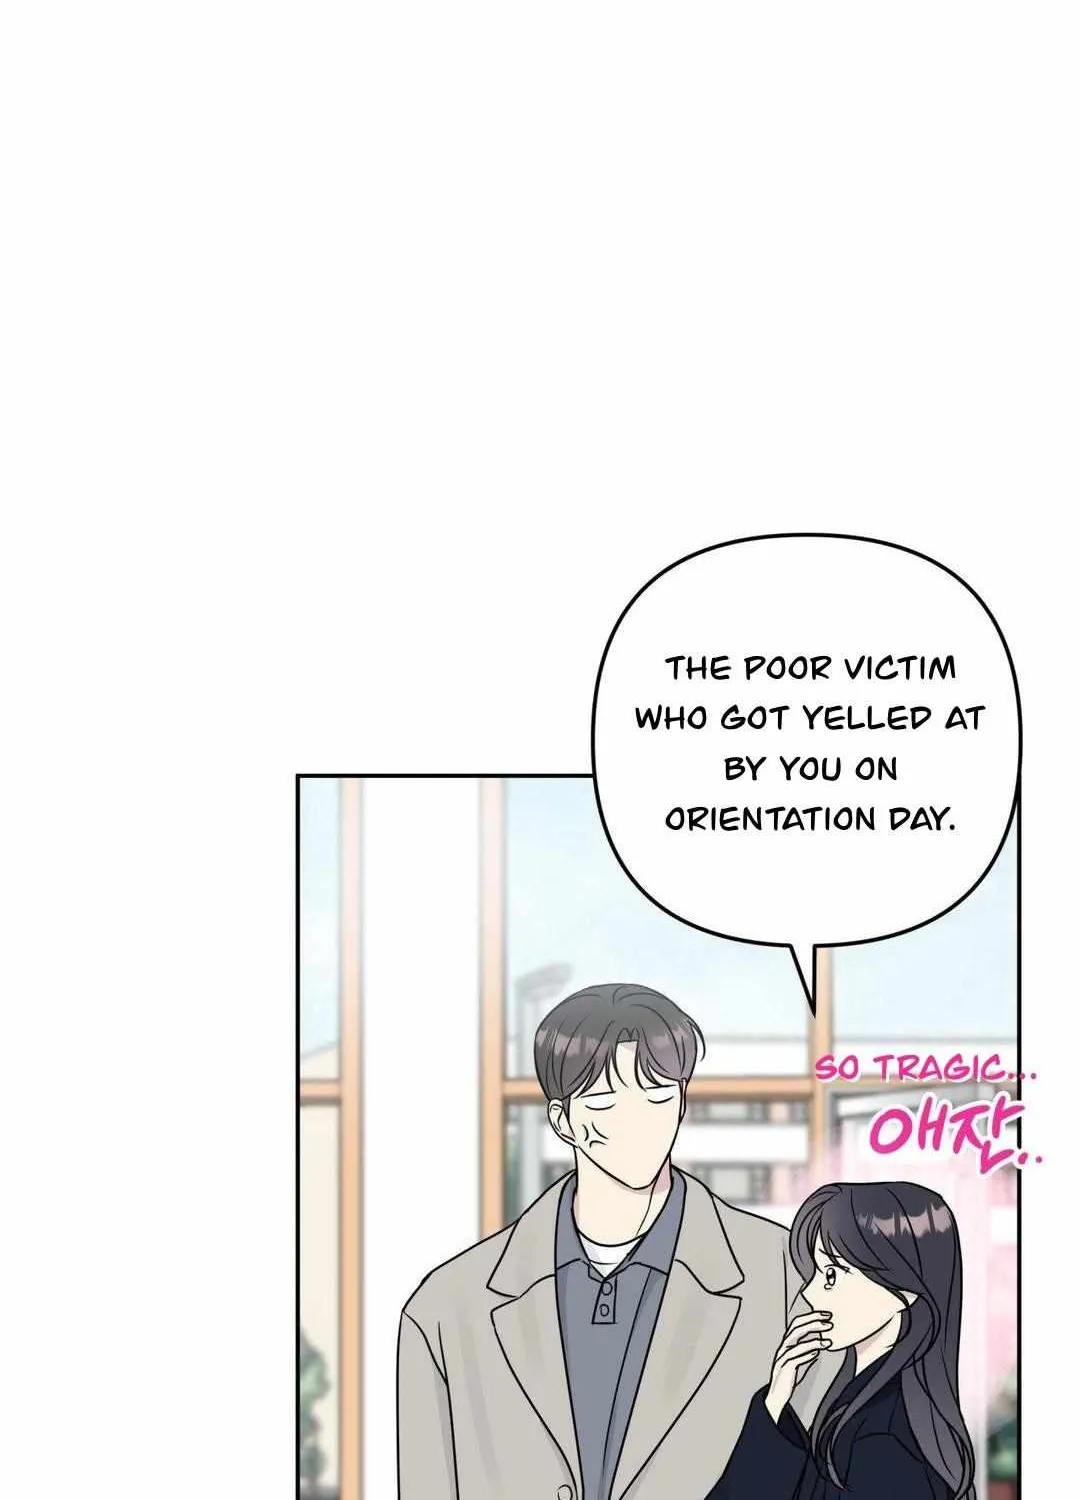 THE POOR VICTIM
WHO GOT YELLED AT
BY YOU ON
ORIENTATION DAY.
SO TRAGIC...
애잔..